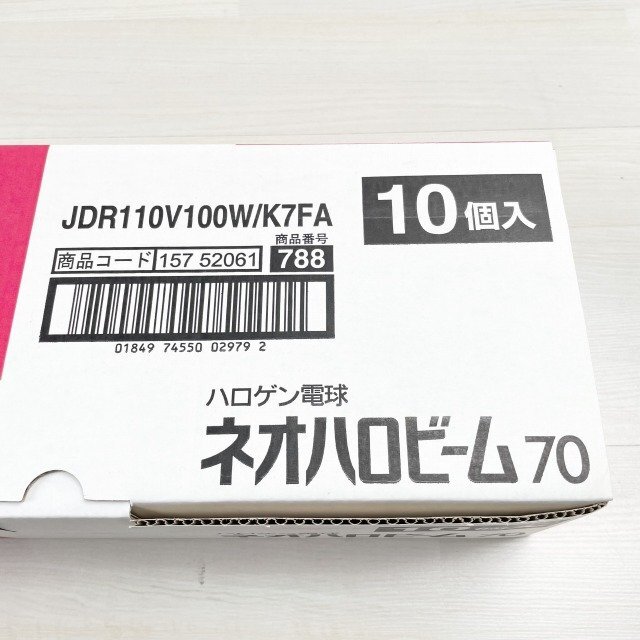 JDR110V100W/K7FA
10個入
商品番号
商品コード 157 52061 788
01849 74550 02979 2
ハロゲン電球
ネオハロビーム70